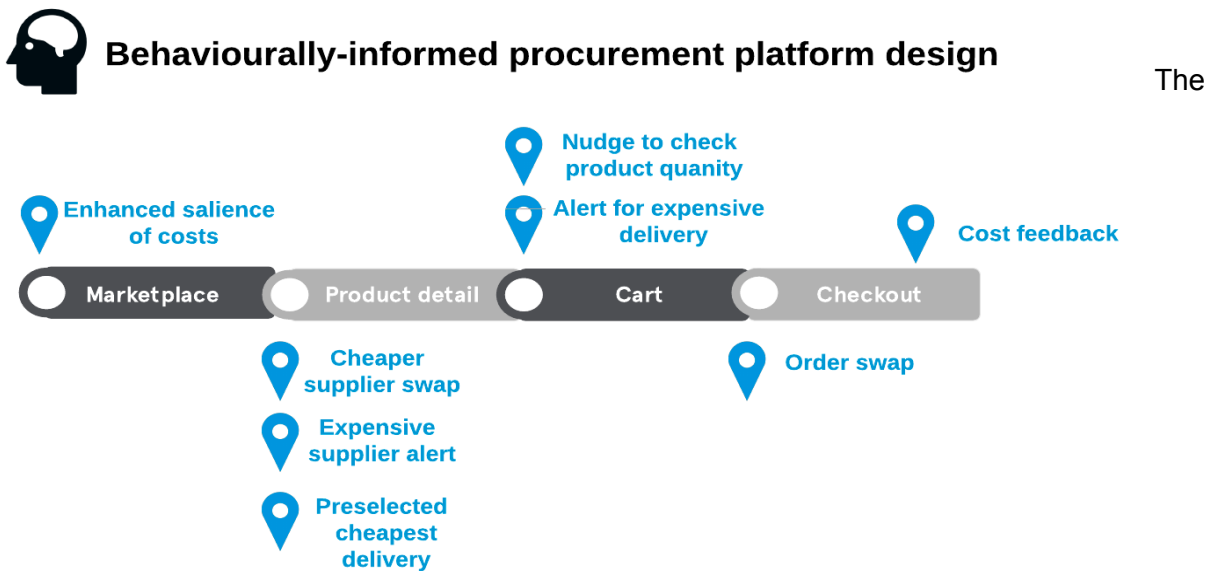 Behaviourally-informed procurement platform design
The
Nudge to check
product quanity
Enhanced salience
of costs
Alert for expensive
delivery
Cost feedback
Marketplace
Product detail
Cart
Checkout
Cheaper
supplier swap
Order swap
Expensive
supplier alert
Preselected
cheapest
delivery